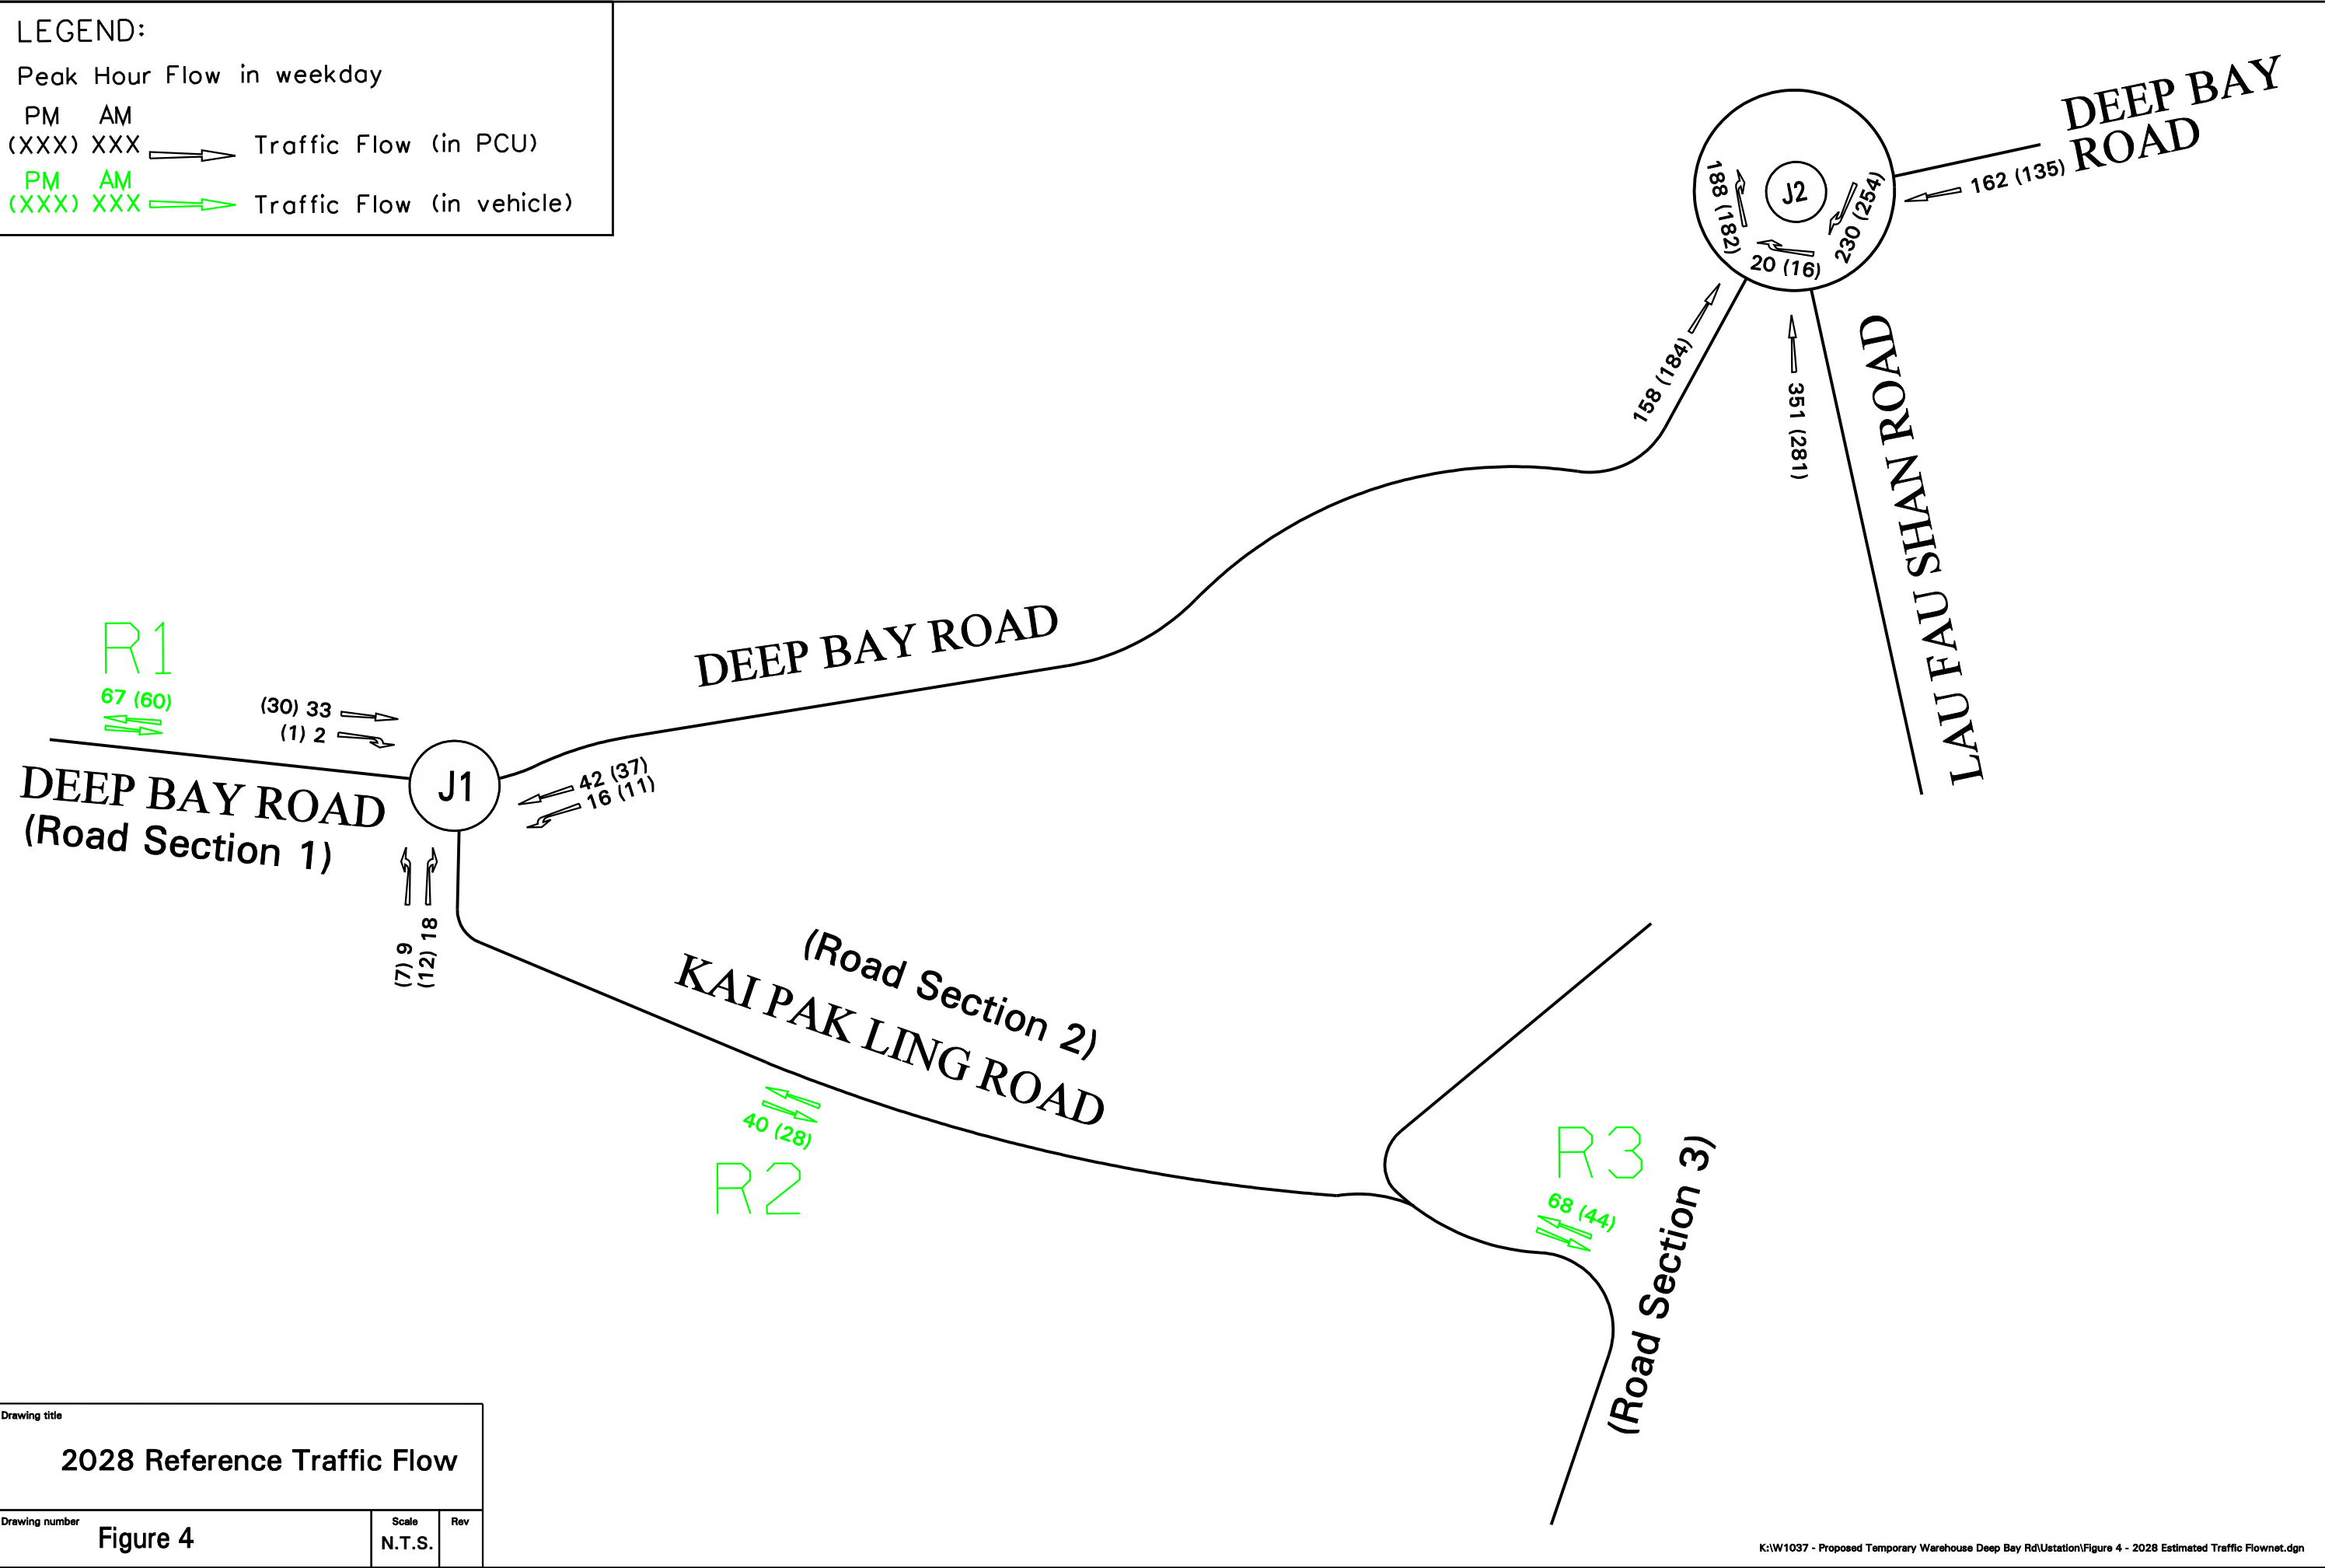 LEGEND:
Peak Hour Flow in weekday
PM AM
(XXX) XXX Traffic Flow (in PCU)
PM AM
(XXX) XXX Traffic Flow (in vehicle)
DEEP BAY
ROAD
162 (135)
J2
188 (182)
230 (254)
20 (16)
158 (184)
351 (281)
LAU FAU SHAN ROAD
DEEP BAY ROAD
R1
67 (60)
(30) 33
(1) 2
J1
42 (37)
16 (11)
DEEP BAY ROAD
(Road Section 1)
(7) 9
(12) 18
(Road Section 2)
KAI PAK LING ROAD
40 (28)
R2
R3
68 (44)
(Road Section 3)
Drawing title
2028 Reference Traffic Flow
Drawing number
Figure 4
Scale
N.T.S.
Rev
K:\W1037 - Proposed Temporary Warehouse Deep Bay Rd\Ustation\Figure 4 - 2028 Estimated Traffic Flownet.dgn